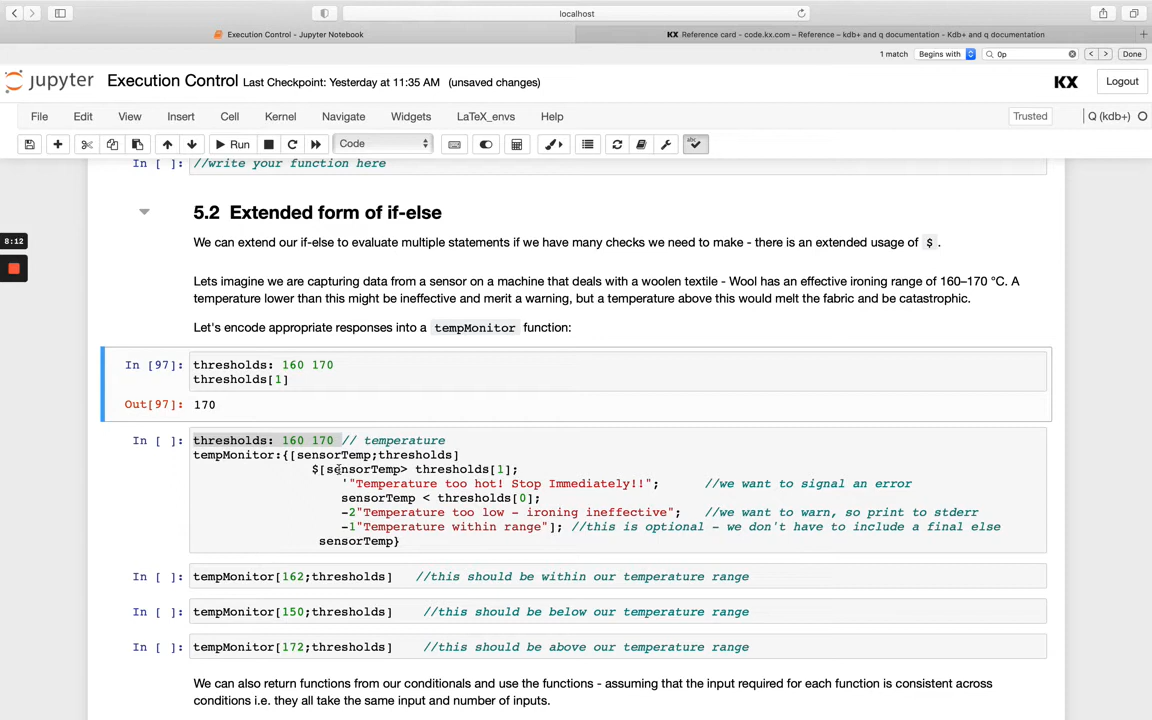 localhost
Execution Control - Jupyter Notebook
KX Reference card - code.kx.com – Reference – kdb+ and q documentation - Kdb+ and q documentation
1 match Begins with 0p Done
jupyter Execution Control Last Checkpoint: Yesterday at 11:35 AM (unsaved changes) KX Logout
File Edit View Insert Cell Kernel Navigate Widgets LaTeX_envs Help Trusted Q (kdb+)
Run Code
In [ ]: //write your function here
5.2 Extended form of if-else
8:12
We can extend our if-else to evaluate multiple statements if we have many checks we need to make - there is an extended usage of $ .
Lets imagine we are capturing data from a sensor on a machine that deals with a woolen textile - Wool has an effective ironing range of 160–170 °C. A
temperature lower than this might be ineffective and merit a warning, but a temperature above this would melt the fabric and be catastrophic.
Let's encode appropriate responses into a tempMonitor function:
In [97]: thresholds: 160 170
thresholds[1]
Out[97]: 170
In [ ]: thresholds: 160 170 // temperature
tempMonitor:{[sensorTemp;thresholds]
$[sensorTemp> thresholds[1];
'"Temperature too hot! Stop Immediately!!"; //we want to signal an error
sensorTemp < thresholds[0];
-2"Temperature too low - ironing ineffective"; //we want to warn, so print to stderr
-1"Temperature within range"]; //this is optional - we don't have to include a final else
sensorTemp}
In [ ]: tempMonitor[162;thresholds] //this should be within our temperature range
In [ ]: tempMonitor[150;thresholds] //this should be below our temperature range
In [ ]: tempMonitor[172;thresholds] //this should be above our temperature range
We can also return functions from our conditionals and use the functions - assuming that the input required for each function is consistent across
conditions i.e. they all take the same input and number of inputs.